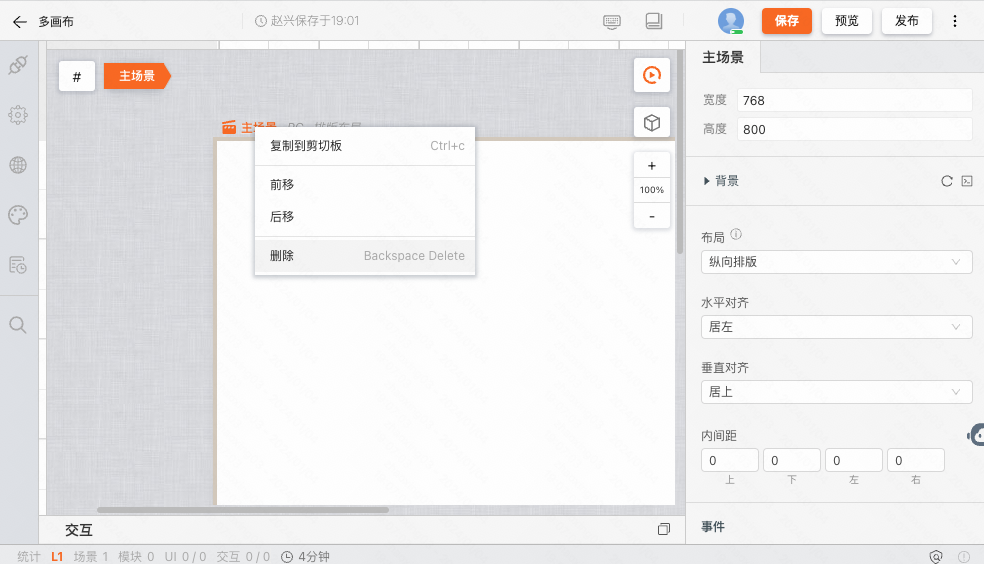 多画布
赵兴保存于19:01
保存
预览
发布
#
主场景
主场景
宽度
768
高度
800
主场景 PC - 排版布局
复制到剪切板 Ctrl+c
前移
后移
删除 Backspace Delete
+
100%
-
背景
布局
纵向排版
水平对齐
居左
垂直对齐
居上
内间距
0 0 0 0
上 下 左 右
事件
交互
统计 L1 场景 1 模块 0 UI 0 / 0 交互 0 / 0 4分钟